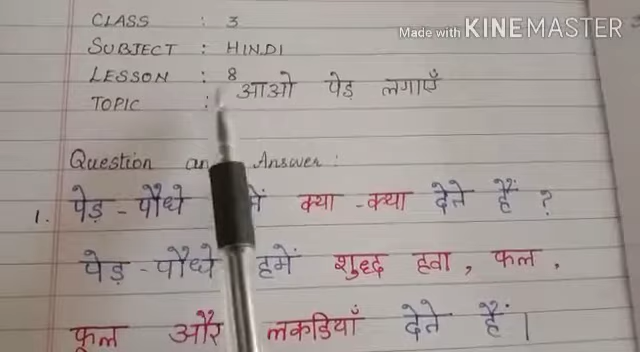 Made with KINEMASTER
CLASS : 3
SUBJECT : HINDI
LESSON : 8
TOPIC : आओ पेड़ लगाएँ
Question an Answer :
1. पेड़ - पौधे में क्या - क्या देते हैं ?
पेड़ - पौधे हमें शुद्ध हवा , फल ,
फूल और लकडियाँ देते हैं |